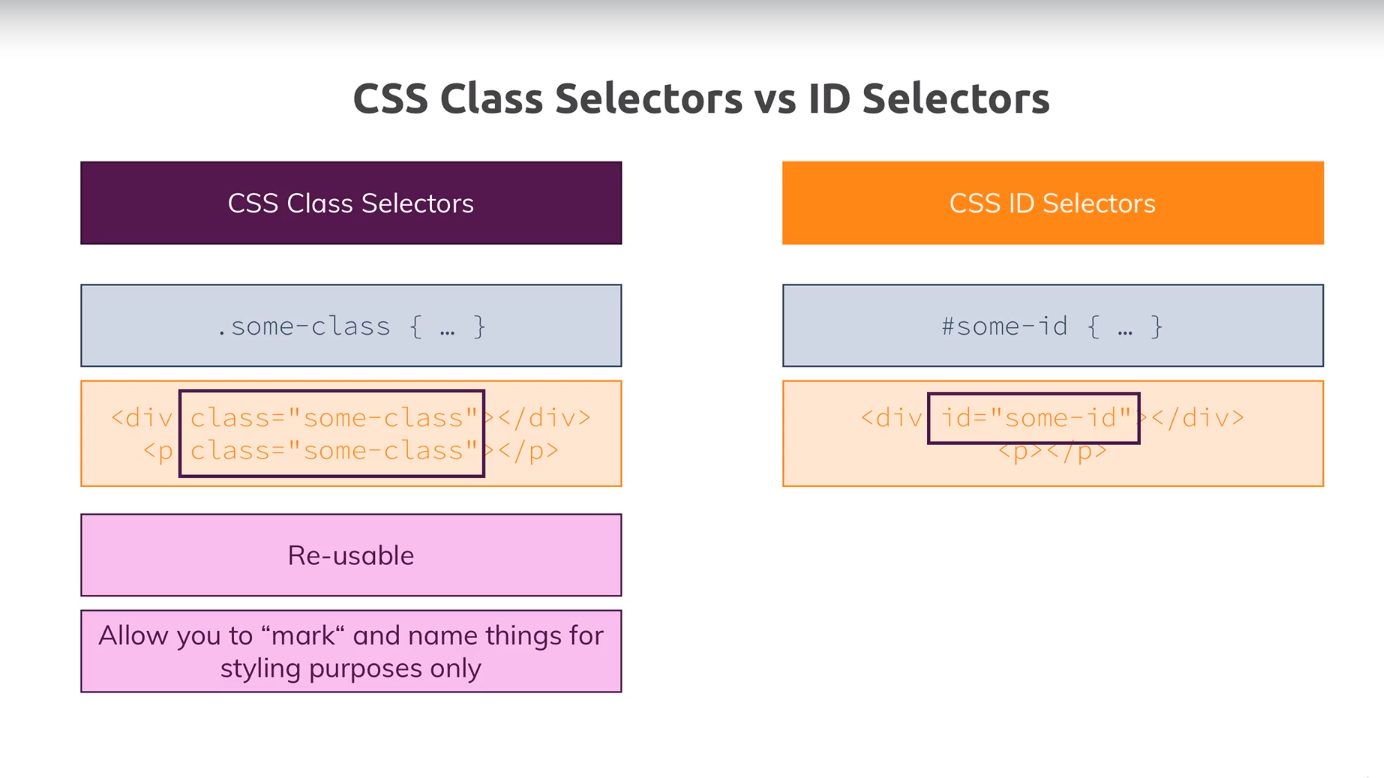 CSS Class Selectors vs ID Selectors
CSS Class Selectors
.some-class { … }
<div class="some-class"></div>
<p class="some-class"></p>
Re-usable
Allow you to “mark“ and name things for
styling purposes only
CSS ID Selectors
#some-id { … }
<div id="some-id"></div>
<p></p>